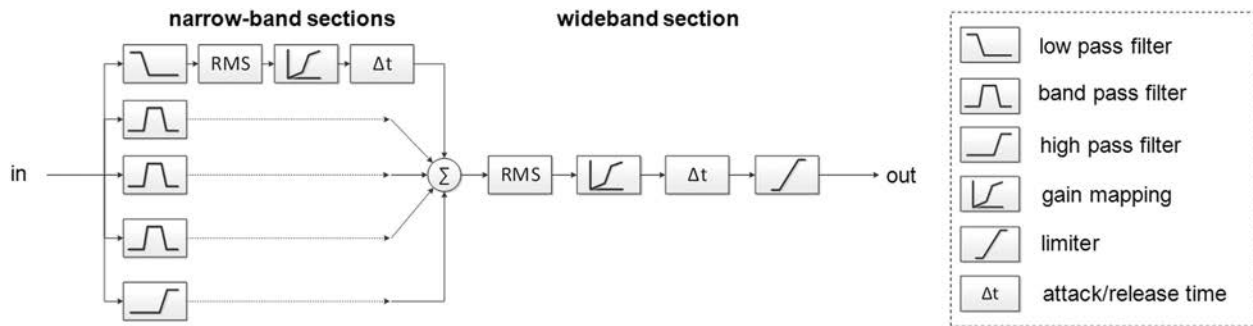 narrow-band sections
wideband section
RMS
Δt
in
Σ
RMS
Δt
out
low pass filter
band pass filter
high pass filter
gain mapping
limiter
Δt
attack/release time